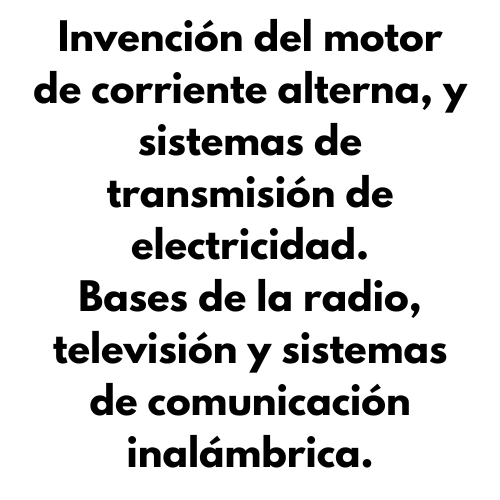 Invención del motor
de corriente alterna, y
sistemas de
transmisión de
electricidad.
Bases de la radio,
televisión y sistemas
de comunicación
inalámbrica.